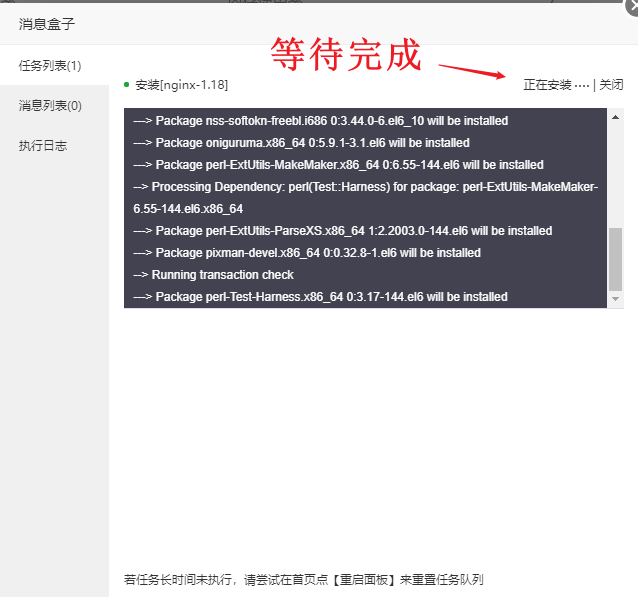 消息盒子
等待完成
任务列表(1)
消息列表(0)
执行日志
安装[nginx-1.18]
正在安装 ···· | 关闭
---> Package nss-softokn-freebl.i686 0:3.44.0-6.el6_10 will be installed
---> Package oniguruma.x86_64 0:5.9.1-3.1.el6 will be installed
---> Package perl-ExtUtils-MakeMaker.x86_64 0:6.55-144.el6 will be installed
--> Processing Dependency: perl(Test::Harness) for package: perl-ExtUtils-MakeMaker-
6.55-144.el6.x86_64
---> Package perl-ExtUtils-ParseXS.x86_64 1:2.2003.0-144.el6 will be installed
---> Package pixman-devel.x86_64 0:0.32.8-1.el6 will be installed
--> Running transaction check
---> Package perl-Test-Harness.x86_64 0:3.17-144.el6 will be installed
若任务长时间未执行，请尝试在首页点【重启面板】来重置任务队列